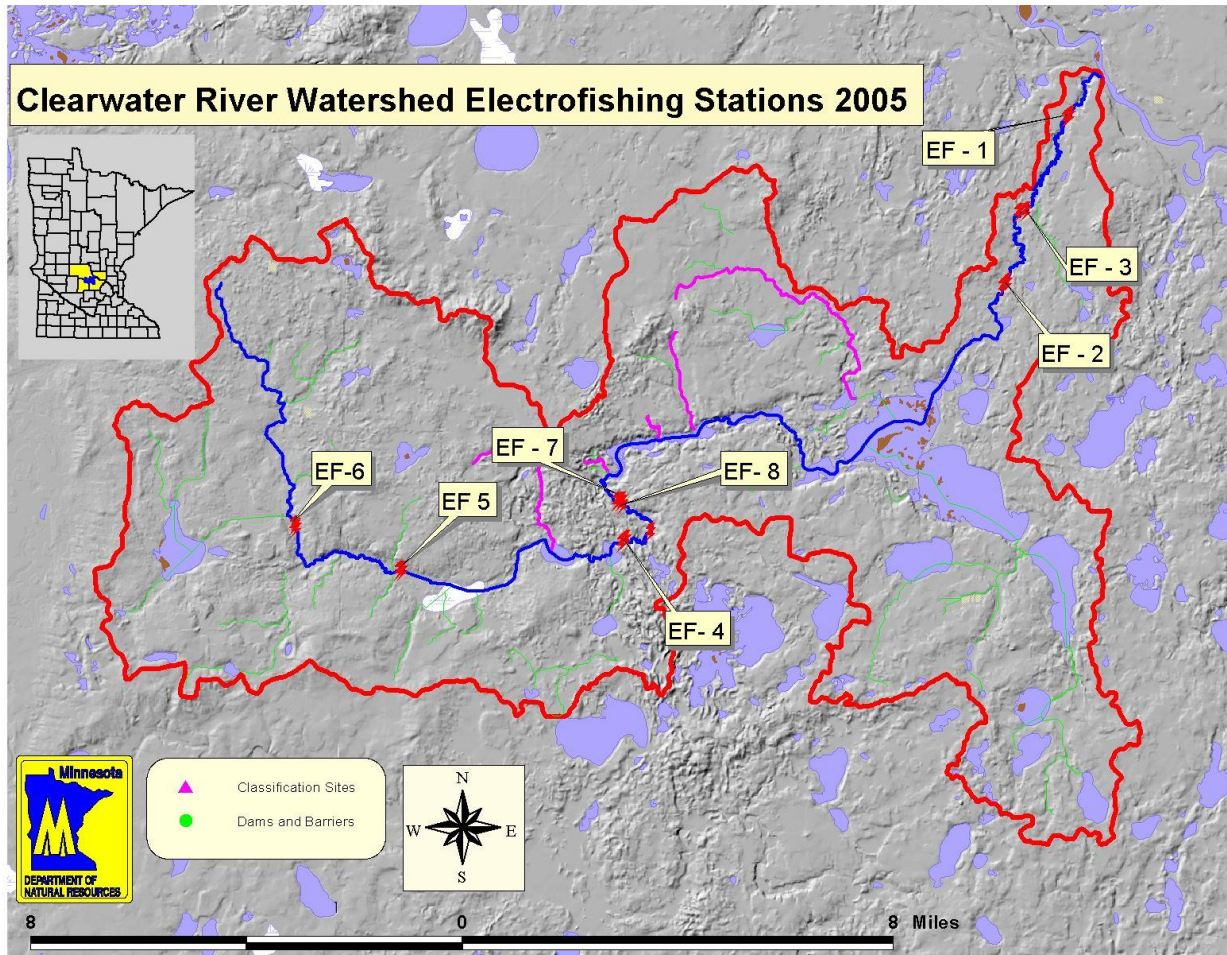 Clearwater River Watershed Electrofishing Stations 2005
EF - 1
EF - 3
EF - 2
EF - 7
EF- 8
EF-6
EF 5
EF- 4
Minnesota
DEPARTMENT OF
NATURAL RESOURCES
Classification Sites
Dams and Barriers
N
W E
S
8 0 8 Miles